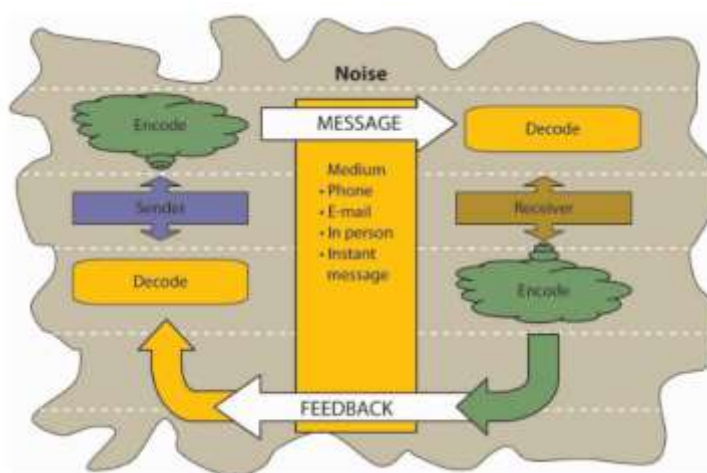 Noise
Encode
MESSAGE
Decode
Medium
• Phone
• E-mail
• In person
• Instant
message
Sender
Receiver
Decode
Encode
FEEDBACK